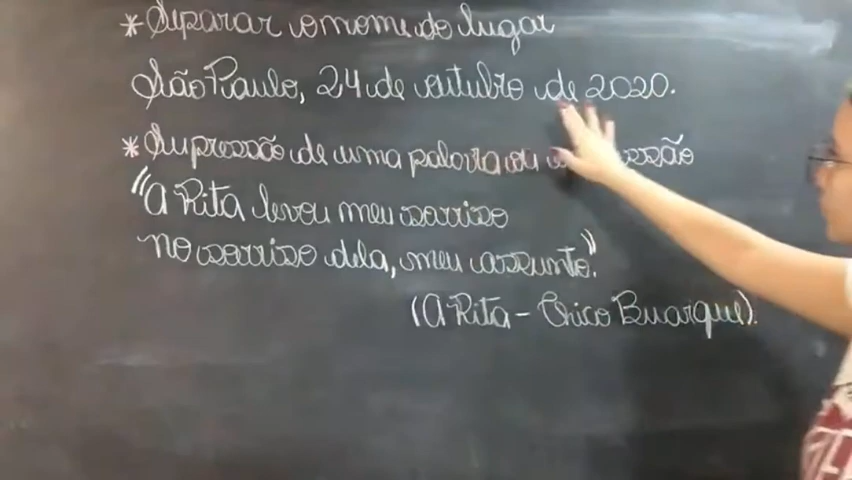 * Separar o nome do lugar
São Paulo, 24 de outubro de 2020.
* Supressão de uma palavra ou
"A Rita levou meu sorriso
no sorriso dela, meu assunto".
(A Rita - Chico Buarque).